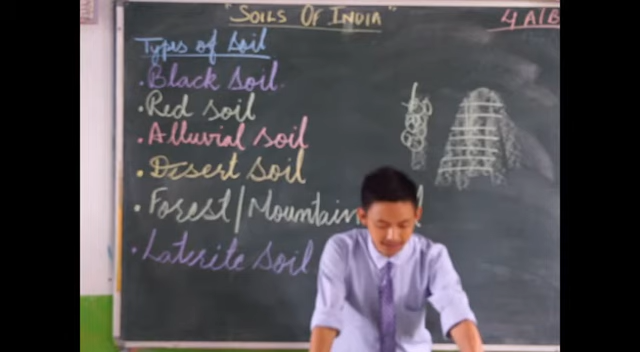 "SOILS OF INDIA"
4 A/B
Types of Soil
· Black Soil.
· Red soil
· Alluvial soil
· Desert Soil
· Forest/Mountain
· Laterite Soil